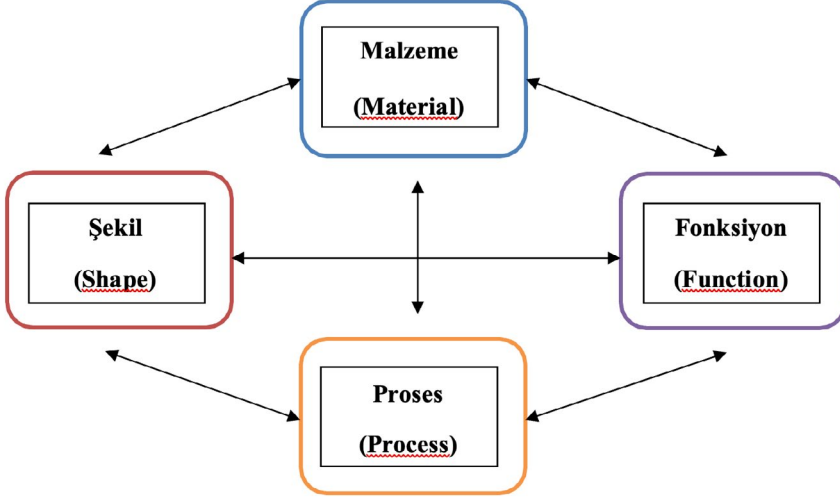 Malzeme
(Material)
Şekil
(Shape)
Fonksiyon
(Function)
Proses
(Process)